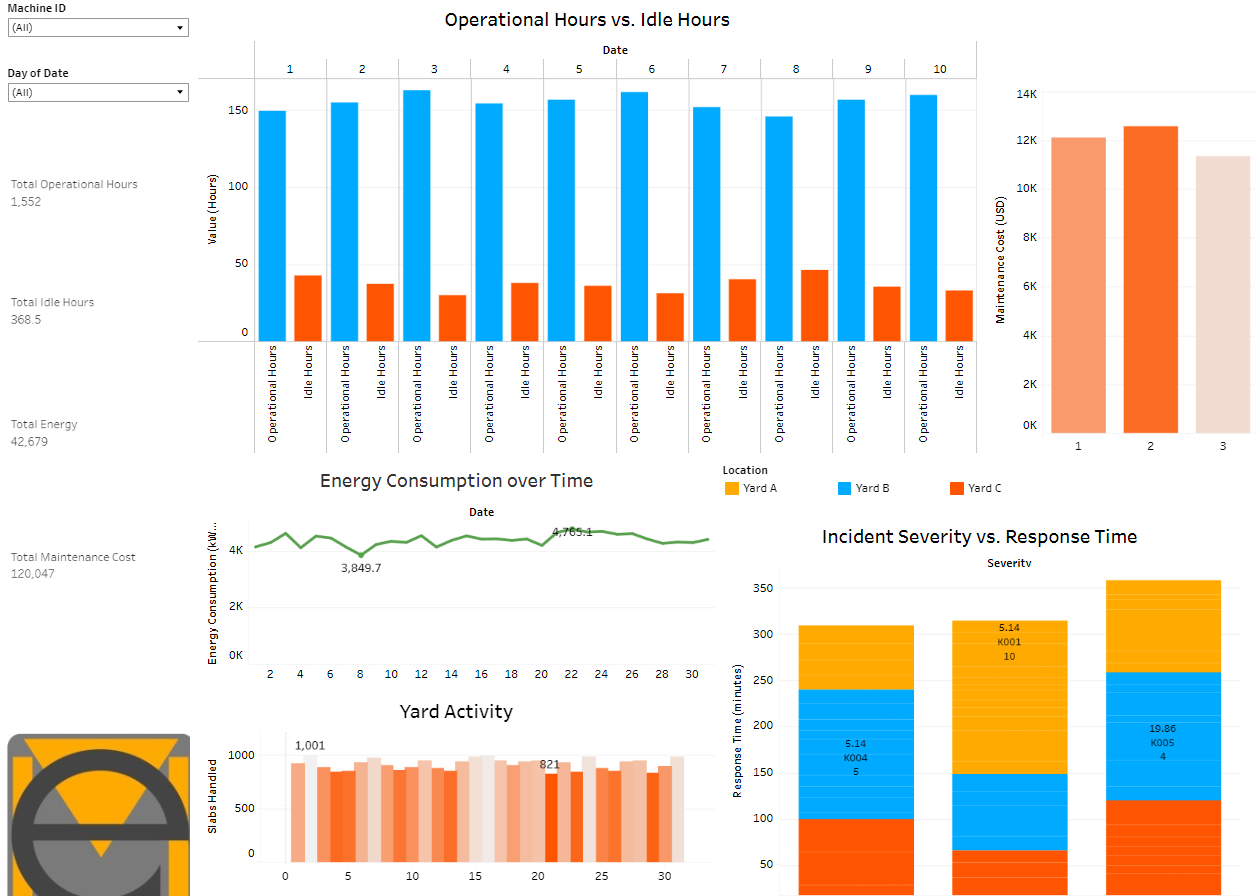 Machine ID
(All)
Day of Date
(All)
Total Operational Hours
1,552
Total Idle Hours
368.5
Total Energy
42,679
Total Maintenance Cost
120,047
Operational Hours vs. Idle Hours
Date
1 2 3 4 5 6 7 8 9 10
Value (Hours)
150
100
50
0
Operational Hours
Idle Hours
Operational Hours
Idle Hours
Operational Hours
Idle Hours
Operational Hours
Idle Hours
Operational Hours
Idle Hours
Operational Hours
Idle Hours
Operational Hours
Idle Hours
Operational Hours
Idle Hours
Operational Hours
Idle Hours
Operational Hours
Idle Hours
Maintenance Cost (USD)
14K
12K
10K
8K
6K
4K
2K
0K
1 2 3
Energy Consumption over Time
Date
Energy Consumption (kW...
4K
2K
0K
3,849.7
4,765.1
2 4 6 8 10 12 14 16 18 20 22 24 26 28 30
Location
Yard A
Yard B
Yard C
Yard Activity
Slabs Handled
1000
500
0
1,001
821
0 5 10 15 20 25 30
Incident Severity vs. Response Time
Severity
Response Time (minutes)
350
300
250
200
150
100
50
5.14
K004
5
5.14
K001
10
19.86
K005
4